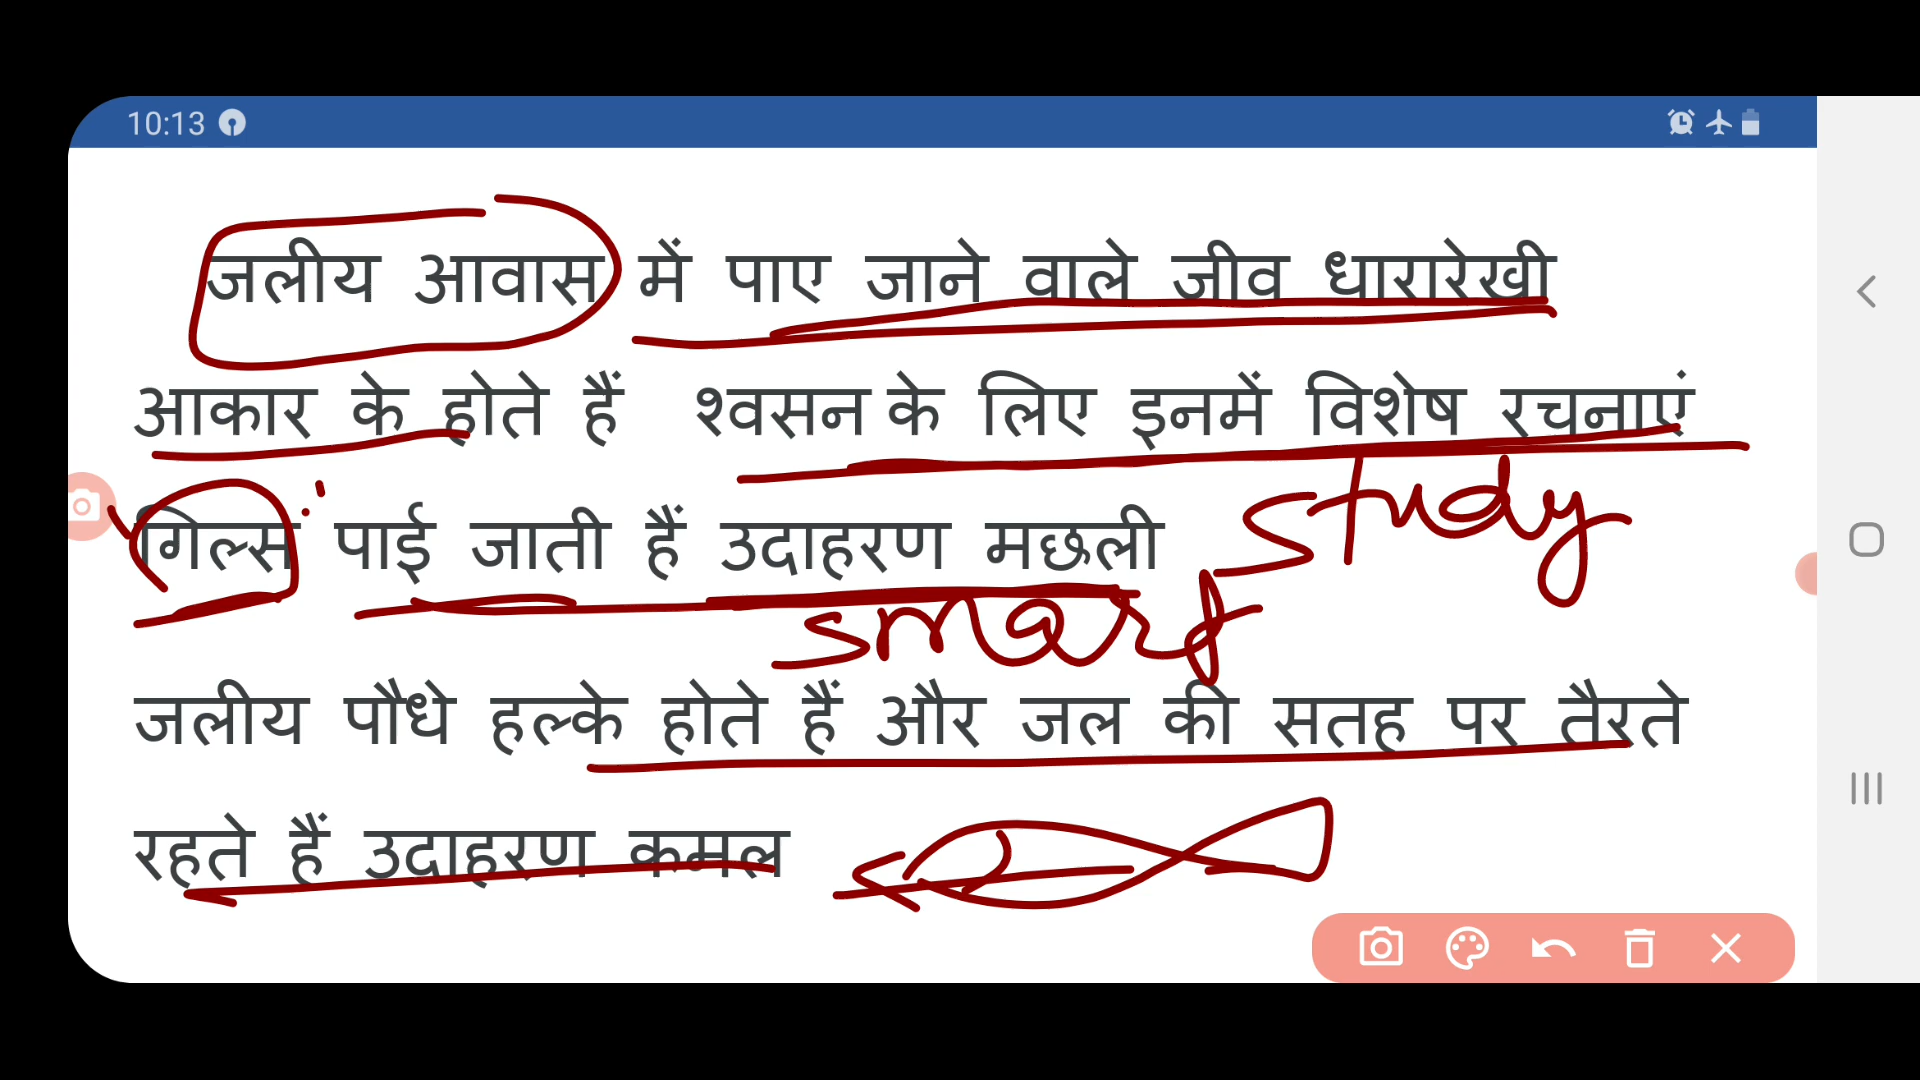 10:13
जलीय आवास में पाए जाने वाले जीव धारारेखी
आकार के होते हैं श्वसन के लिए इनमें विशेष रचनाएं
गिल्स पाई जाती हैं उदाहरण मछली
study
smart
जलीय पौधे हल्के होते हैं और जल की सतह पर तैरते
रहते हैं उदाहरण कमल